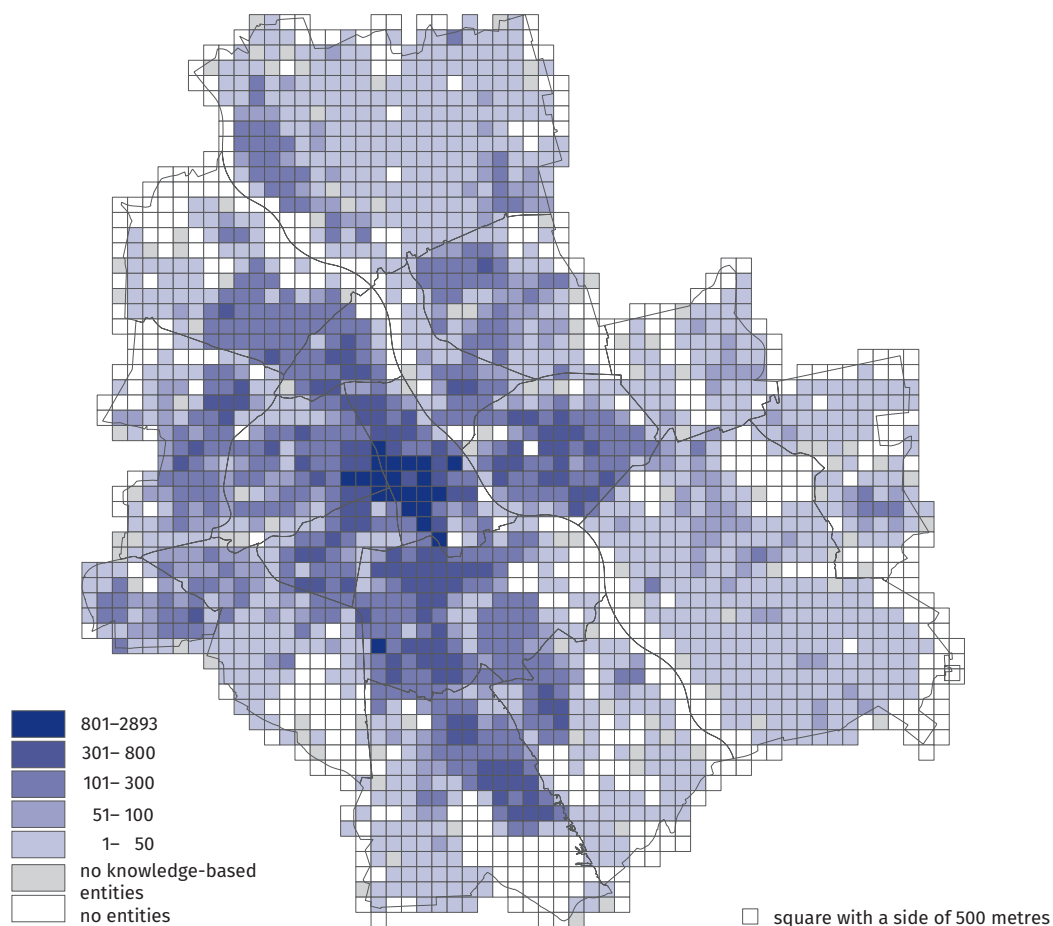 801–2893
301– 800
101– 300
51– 100
1– 50
no knowledge-based
entities
no entities
square with a side of 500 metres